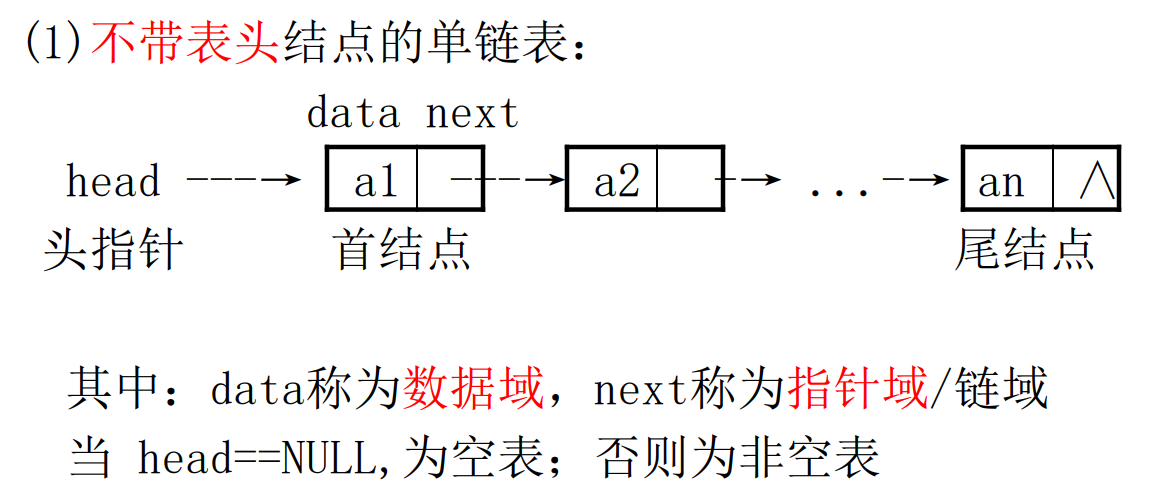 (1)不带表头结点的单链表：
data next
head ---→ a1 ---→ a2 -→ ... -→ an ∧
头指针 首结点 尾结点
其中：data称为数据域，next称为指针域/链域
当 head==NULL,为空表；否则为非空表